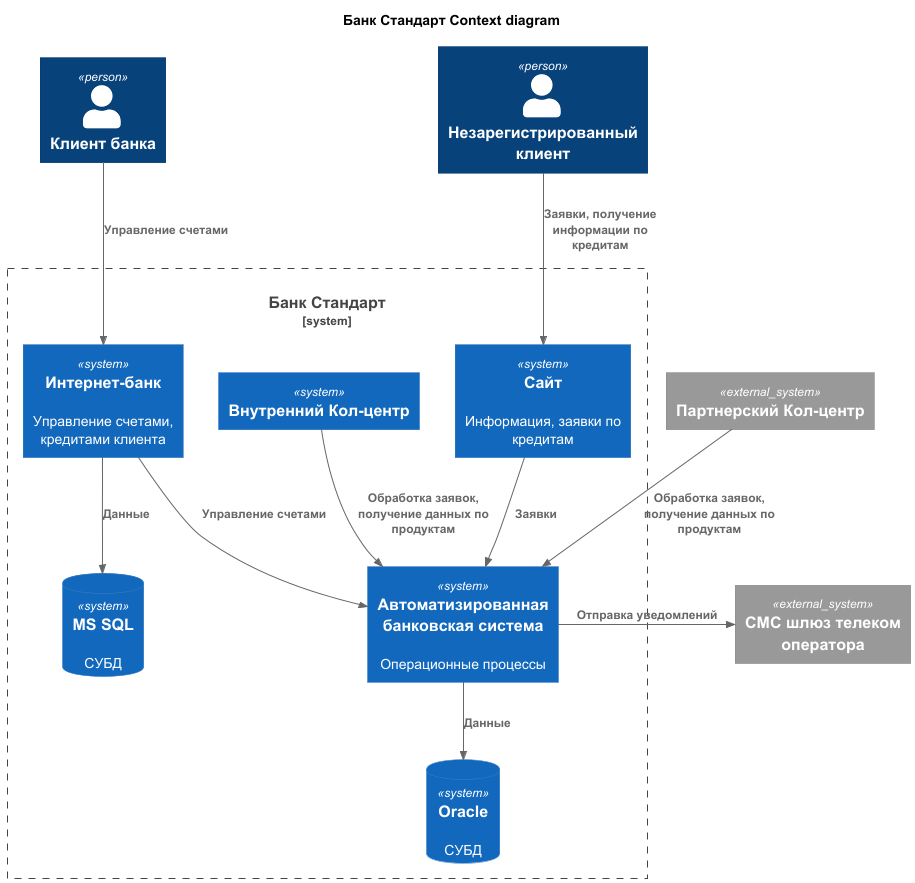 Банк Стандарт Context diagram
«person»
Клиент банка
«person»
Незарегистрированный
клиент
Управление счетами
Заявки, получение
информации по
кредитам
Банк Стандарт
[system]
«system»
Интернет-банк
Управление счетами,
кредитами клиента
«system»
Внутренний Кол-центр
«system»
Сайт
Информация, заявки по
кредитам
«external_system»
Партнерский Кол-центр
Данные
Управление счетами
Обработка заявок,
получение данных по
продуктам
Заявки
Обработка заявок,
получение данных по
продуктам
«system»
MS SQL
СУБД
«system»
Автоматизированная
банковская система
Операционные процессы
Отправка уведомлений
«external_system»
СМС шлюз телеком
оператора
Данные
«system»
Oracle
СУБД